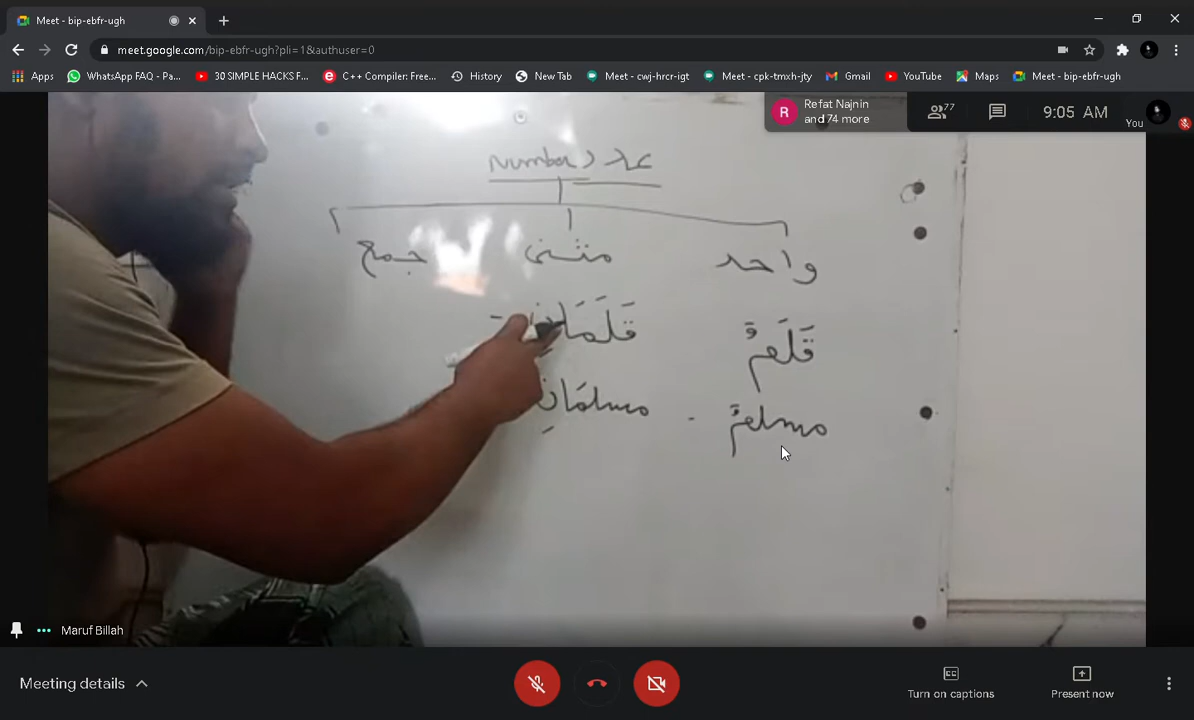 Meet - bip-ebfr-ugh
meet.google.com/bip-ebfr-ugh?pli=1&authuser=0
Apps
WhatsApp FAQ - Pa...
30 SIMPLE HACKS F...
C++ Compiler: Free...
History
New Tab
Meet - cwj-hrcr-igt
Meet - cpk-tmxh-jty
Gmail
YouTube
Maps
Meet - bip-ebfr-ugh
R
Refat Najnin
and 74 more
77
9:05 AM
You
عدد Number
واحد مثنى جمع
قَلَمٌ قَلَمَانِ
مسلمٌ - مسلمَانِ
Maruf Billah
Meeting details
Turn on captions
Present now